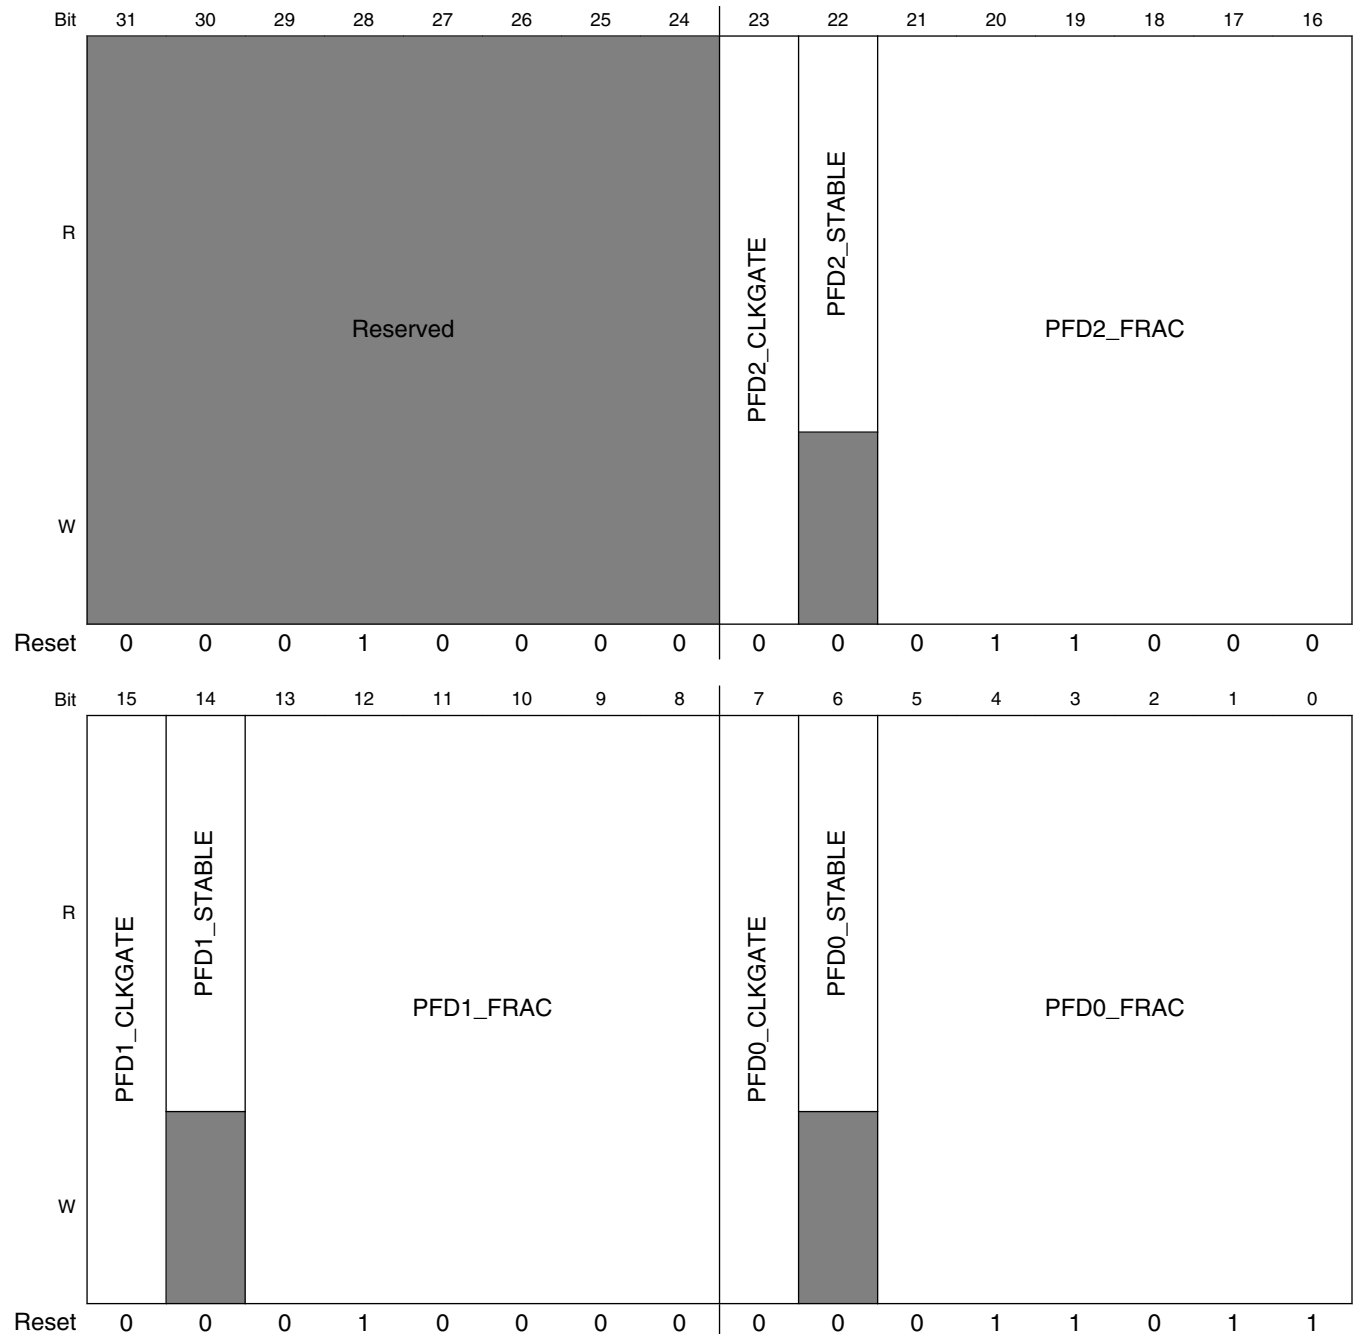 Bit 31 30 29 28 27 26 25 24 23 22 21 20 19 18 17 16
R
W
Reserved
PFD2_CLKGATE
PFD2_STABLE
PFD2_FRAC
Reset 0 0 0 1 0 0 0 0 0 0 0 1 1 0 0 0
Bit 15 14 13 12 11 10 9 8 7 6 5 4 3 2 1 0
R
W
PFD1_CLKGATE
PFD1_STABLE
PFD1_FRAC
PFD0_CLKGATE
PFD0_STABLE
PFD0_FRAC
Reset 0 0 0 1 0 0 0 0 0 0 0 1 1 0 1 1